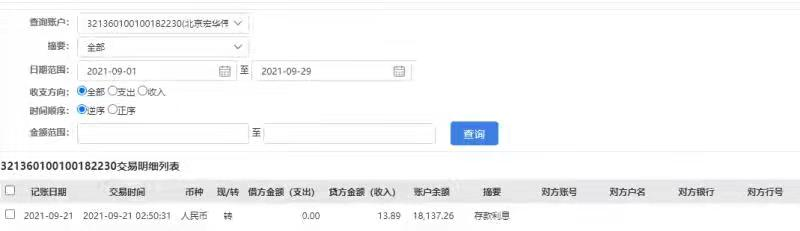 查询账户： 321360100100182230(北京宏华伟
摘要： 全部
日期范围： 2021-09-01 至 2021-09-29
收支方向： 全部 支出 收入
时间顺序： 逆序 正序
金额范围： 至 查询
321360100100182230交易明细列表
记账日期 交易时间 币种 现/转 借方金额（支出） 贷方金额（收入） 账户余额 摘要 对方账号 对方户名 对方银行 对方行号
2021-09-21 2021-09-21 02:50:31 人民币 转 0.00 13.89 18,137.26 存款利息